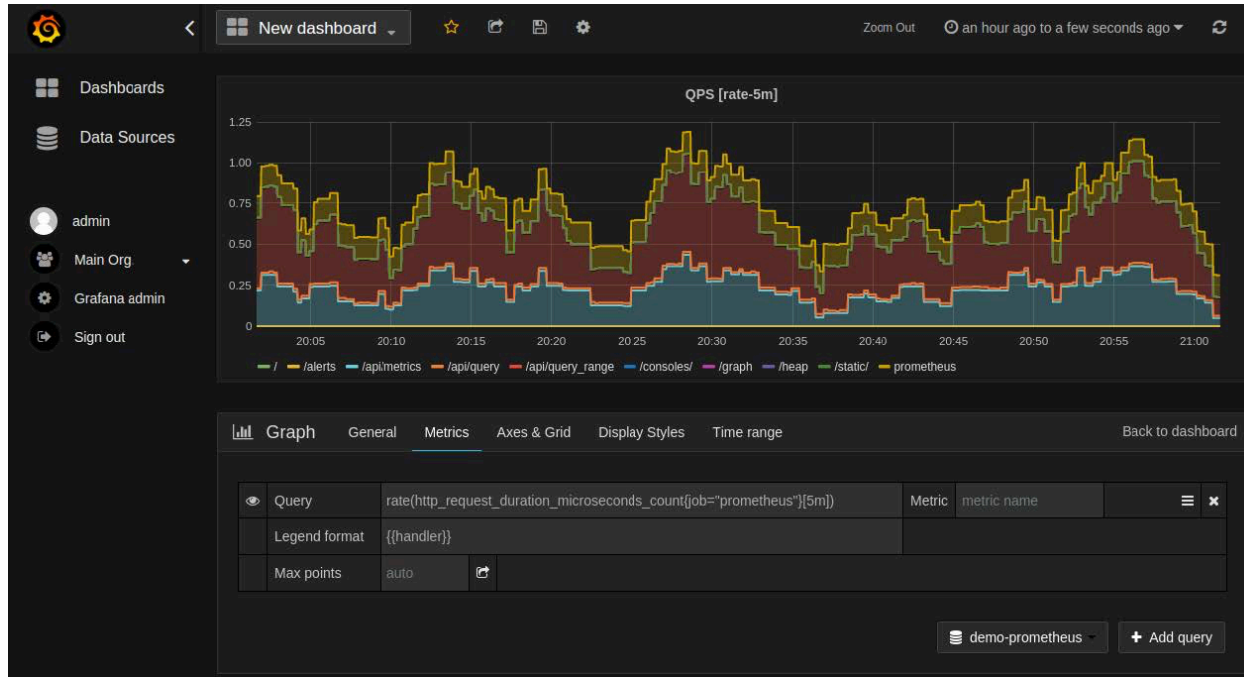 New dashboard
Zoom Out an hour ago to a few seconds ago
Dashboards
Data Sources
admin
Main Org.
Grafana admin
Sign out
QPS [rate-5m]
1.25
1.00
0.75
0.50
0.25
0
20:05 20:10 20:15 20:20 20:25 20:30 20:35 20:40 20:45 20:50 20:55 21:00
/ /alerts /api/metrics /api/query /api/query_range /consoles/ /graph /heap /static/ prometheus
Graph General Metrics Axes & Grid Display Styles Time range Back to dashboard
Query rate(http_request_duration_microseconds_count{job="prometheus"}[5m]) Metric metric name
Legend format {{handler}}
Max points auto
demo-prometheus Add query